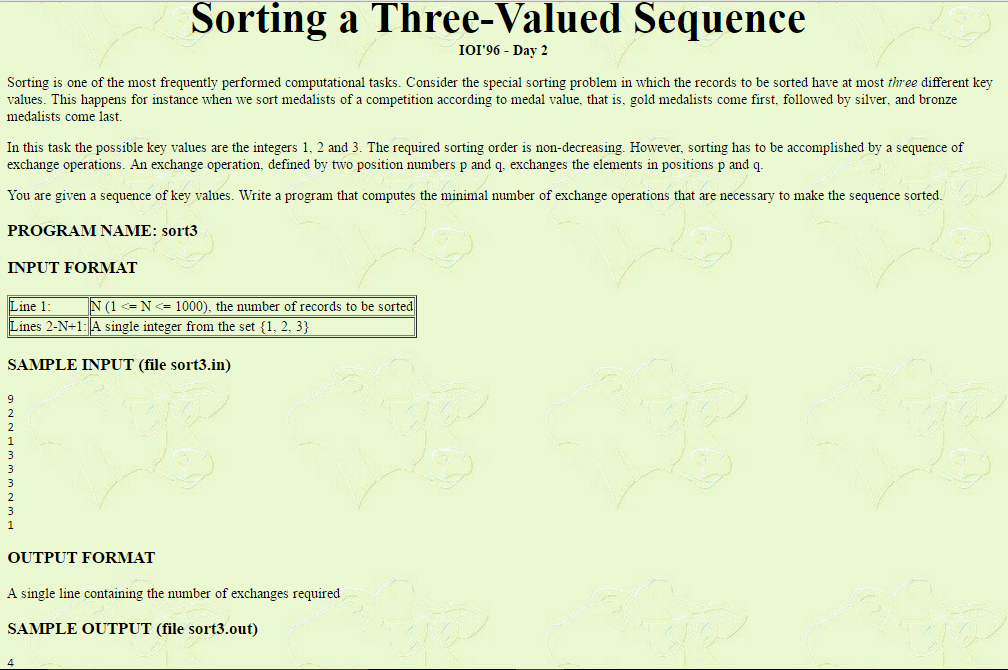 Sorting a Three-Valued Sequence
IOI'96 - Day 2
Sorting is one of the most frequently performed computational tasks. Consider the special sorting problem in which the records to be sorted have at most three different key
values. This happens for instance when we sort medalists of a competition according to medal value, that is, gold medalists come first, followed by silver, and bronze
medalists come last.
In this task the possible key values are the integers 1, 2 and 3. The required sorting order is non-decreasing. However, sorting has to be accomplished by a sequence of
exchange operations. An exchange operation, defined by two position numbers p and q, exchanges the elements in positions p and q.
You are given a sequence of key values. Write a program that computes the minimal number of exchange operations that are necessary to make the sequence sorted.
PROGRAM NAME: sort3
INPUT FORMAT
Line 1: N (1 <= N <= 1000), the number of records to be sorted
Lines 2-N+1: A single integer from the set {1, 2, 3}
SAMPLE INPUT (file sort3.in)
9
2
2
1
3
3
3
2
3
1
OUTPUT FORMAT
A single line containing the number of exchanges required
SAMPLE OUTPUT (file sort3.out)
4